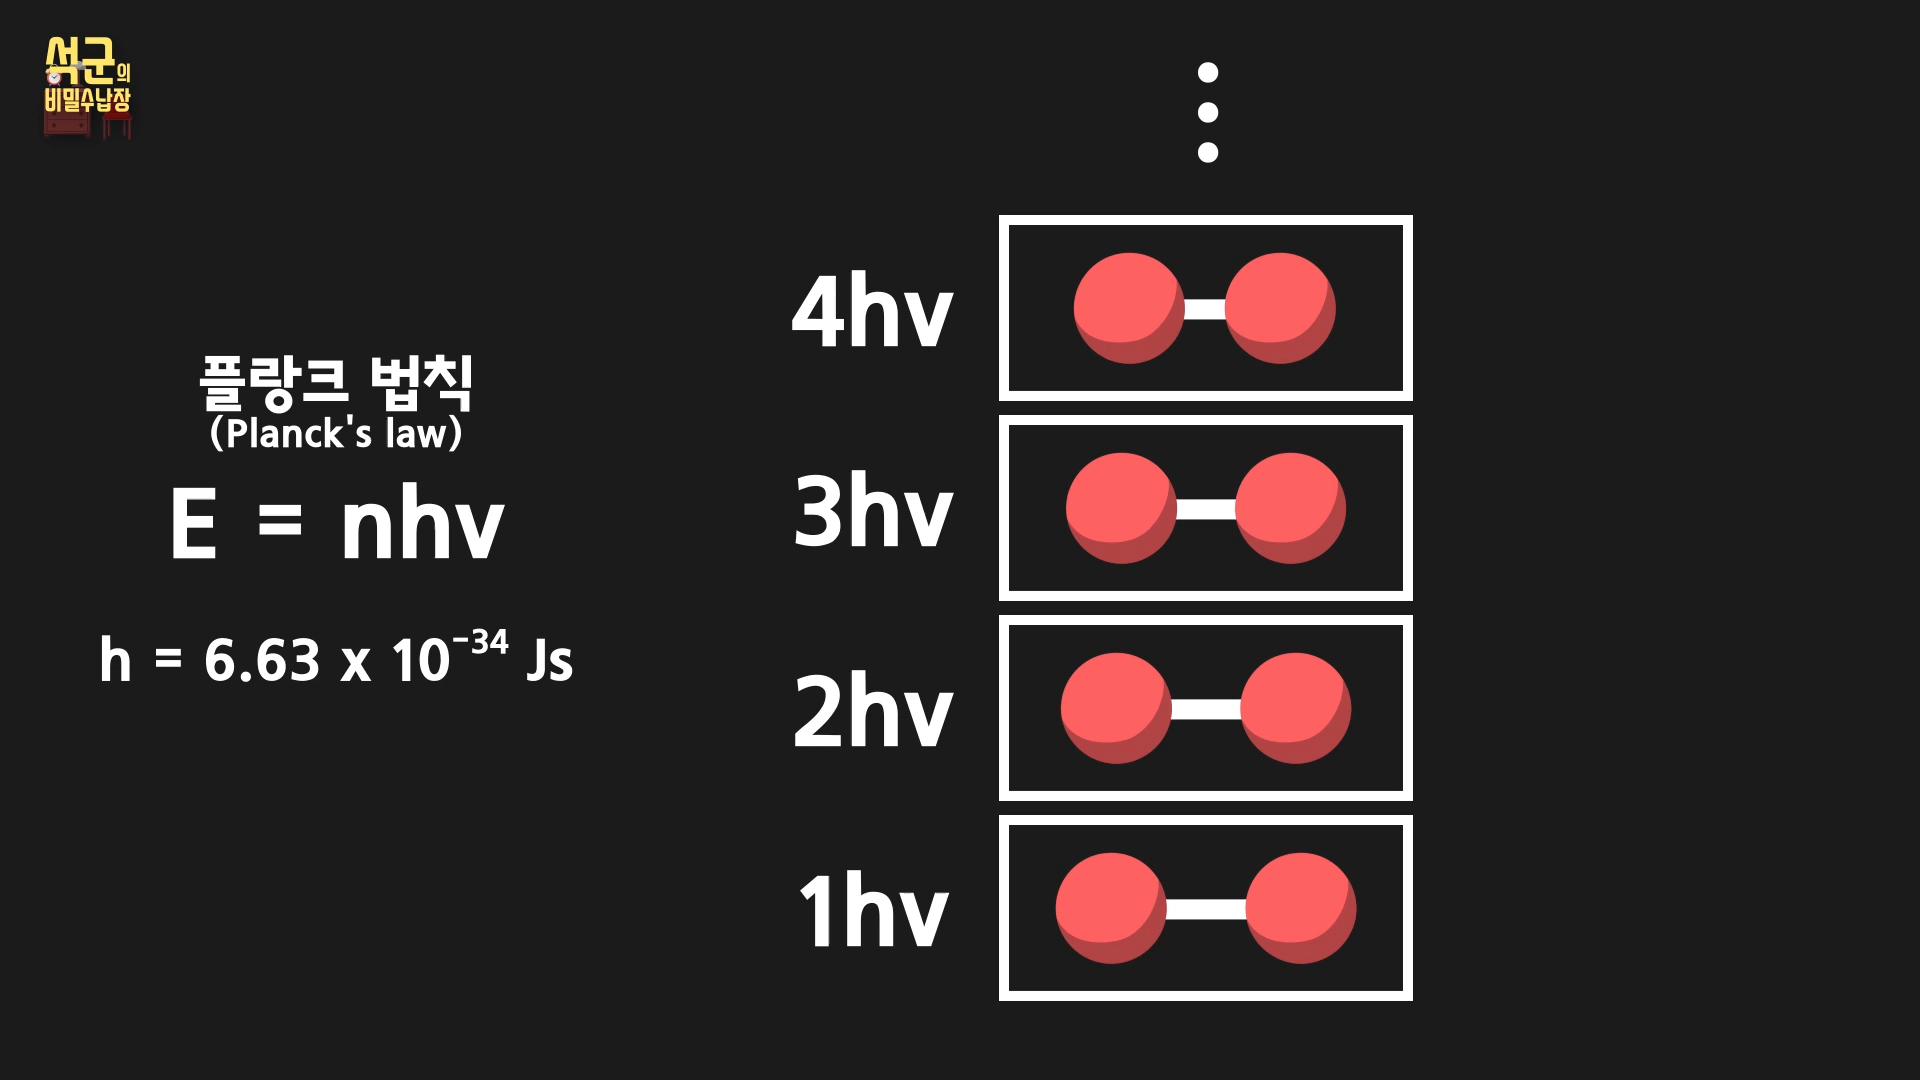 석군의
비밀수납장
플랑크 법칙
(Planck's law)
E = nhv
h = 6.63 x 10⁻³⁴ Js
4hv
3hv
2hv
1hv